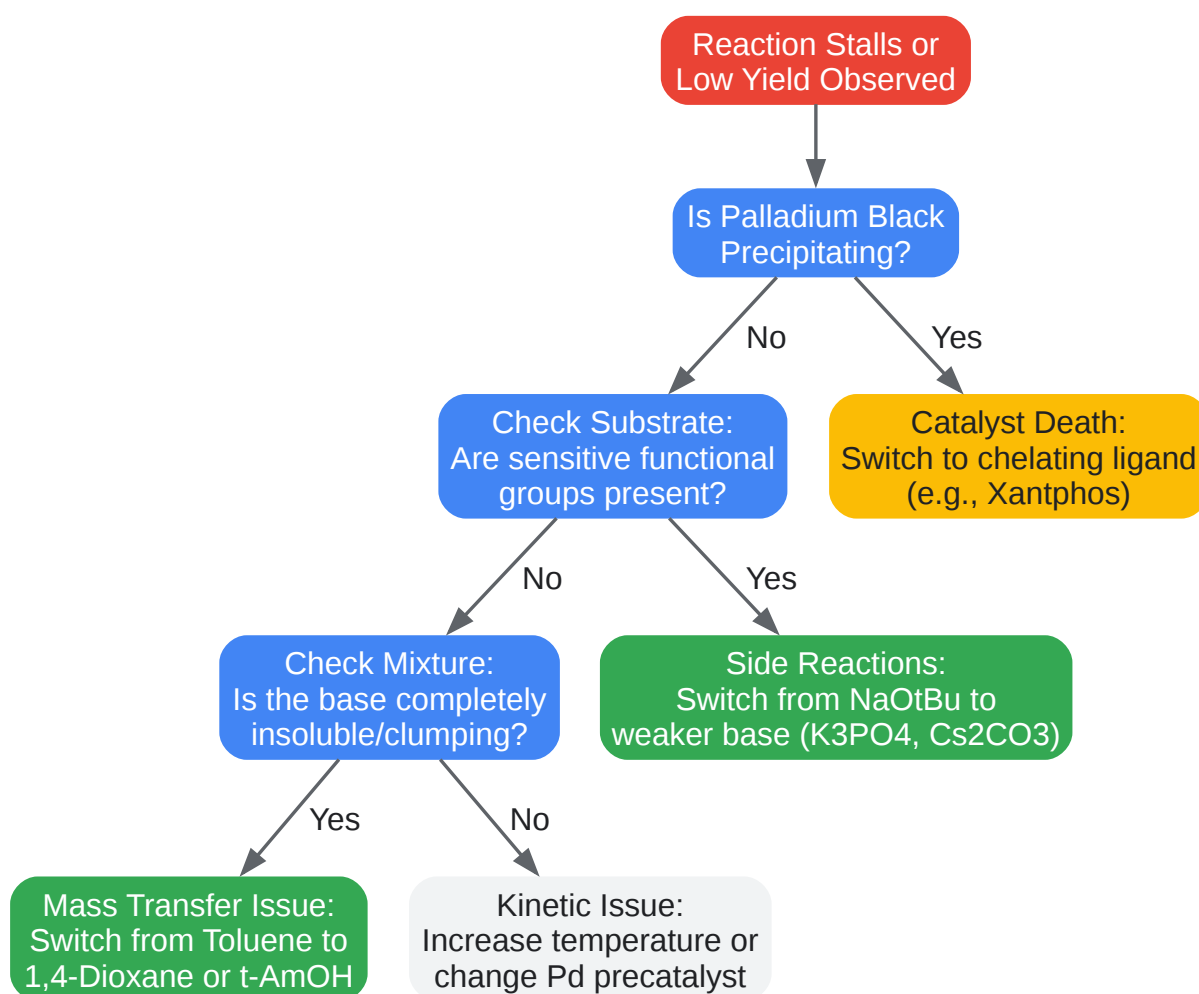 Reaction Stalls or
Low Yield Observed
Is Palladium Black
Precipitating?
No
Yes
Check Substrate:
Are sensitive functional
groups present?
Catalyst Death:
Switch to chelating ligand
(e.g., Xantphos)
No
Yes
Check Mixture:
Is the base completely
insoluble/clumping?
Side Reactions:
Switch from NaOtBu to
weaker base (K3PO4, Cs2CO3)
Yes
No
Mass Transfer Issue:
Switch from Toluene to
1,4-Dioxane or t-AmOH
Kinetic Issue:
Increase temperature or
change Pd precatalyst